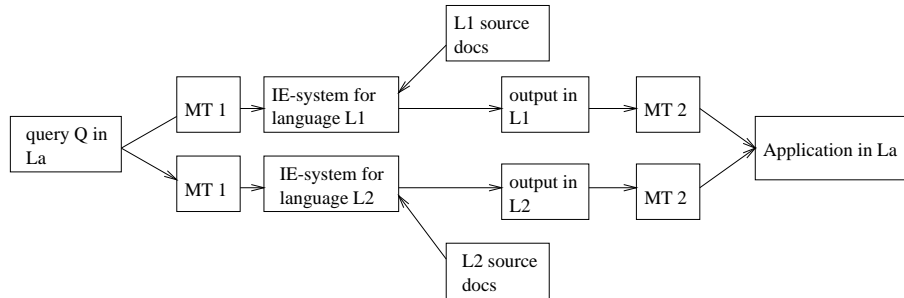 L1 source
docs
MT 1
IE-system for
language L1
output in
L1
MT 2
query Q in
La
Application in La
MT 1
IE-system for
language L2
output in
L2
MT 2
L2 source
docs